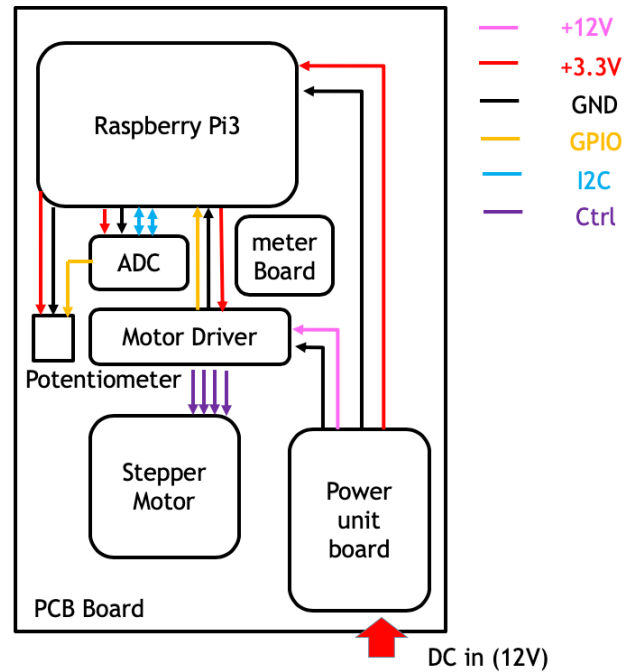 Raspberry Pi3
ADC
meter
Board
Motor Driver
Potentiometer
Stepper
Motor
Power
unit
board
PCB Board
DC in (12V)
+12V
+3.3V
GND
GPIO
I2C
Ctrl